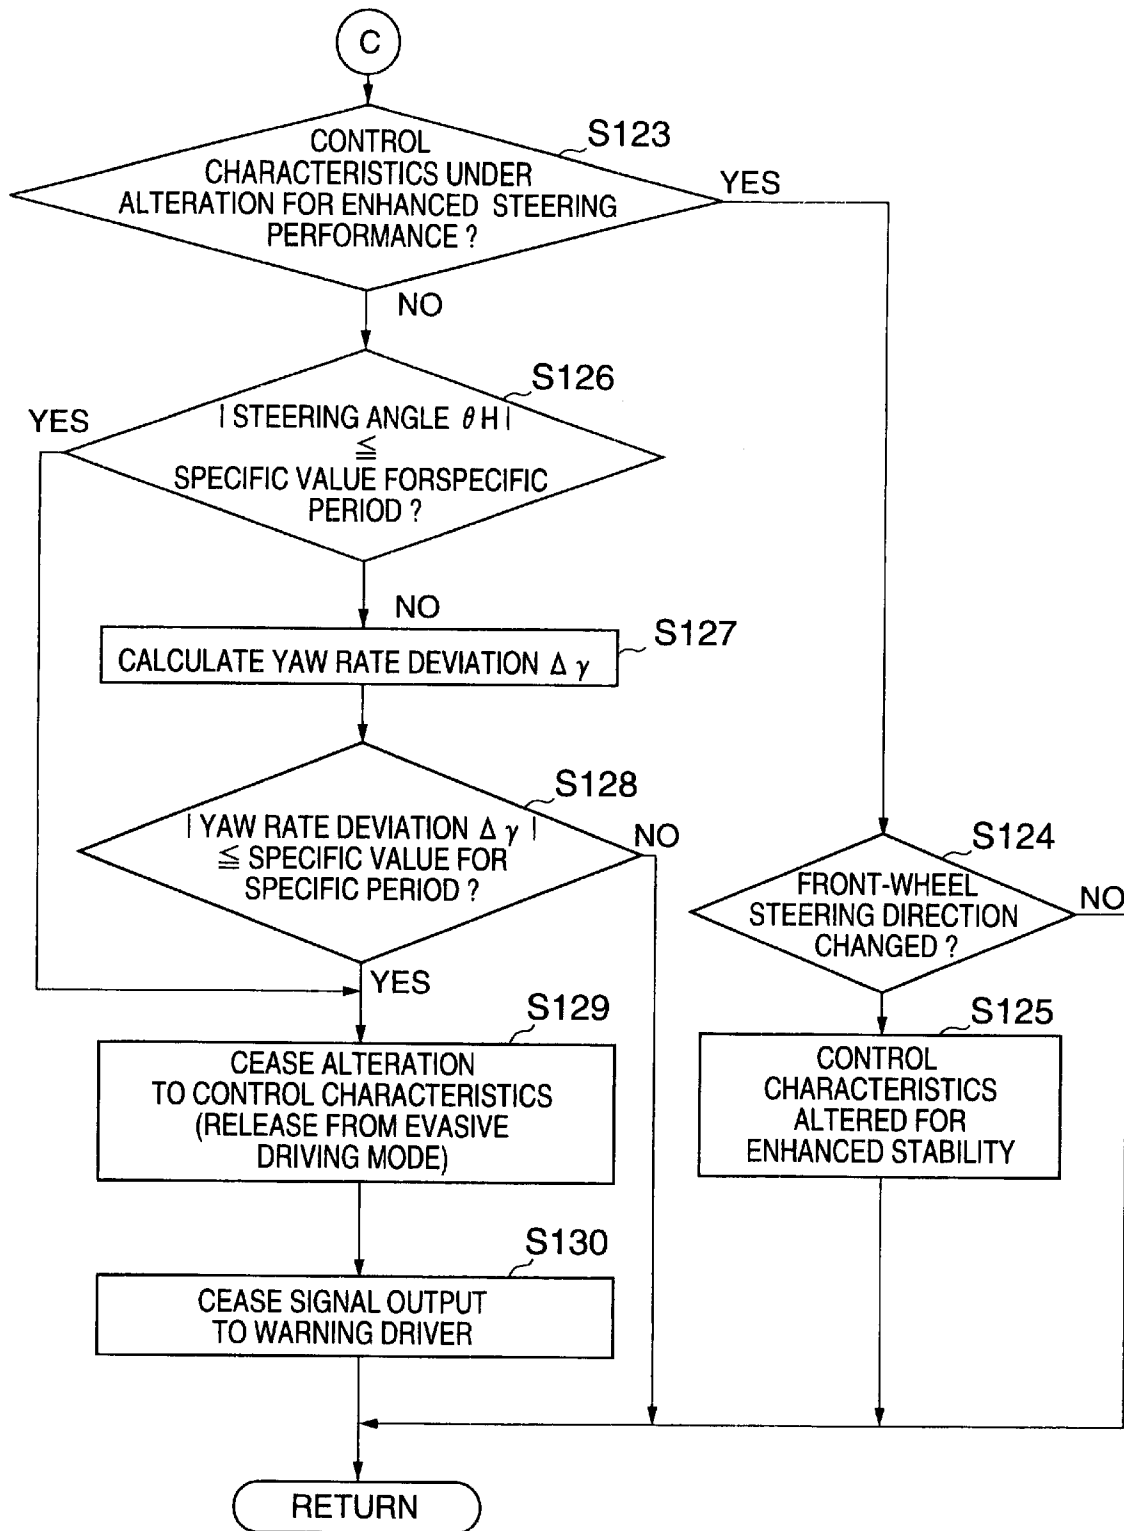 C
S123
CONTROL
CHARACTERISTICS UNDER
ALTERATION FOR ENHANCED STEERING
PERFORMANCE ?
YES
NO
S126
YES
| STEERING ANGLE θ H |
≦
SPECIFIC VALUE FORSPECIFIC
PERIOD ?
NO
S127
CALCULATE YAW RATE DEVIATION Δ γ
S128
| YAW RATE DEVIATION Δ γ |
≦ SPECIFIC VALUE FOR
SPECIFIC PERIOD ?
NO
YES
S124
FRONT-WHEEL
STEERING DIRECTION
CHANGED ?
NO
S129
CEASE ALTERATION
TO CONTROL CHARACTERISTICS
(RELEASE FROM EVASIVE
DRIVING MODE)
S125
CONTROL
CHARACTERISTICS
ALTERED FOR
ENHANCED STABILITY
S130
CEASE SIGNAL OUTPUT
TO WARNING DRIVER
RETURN